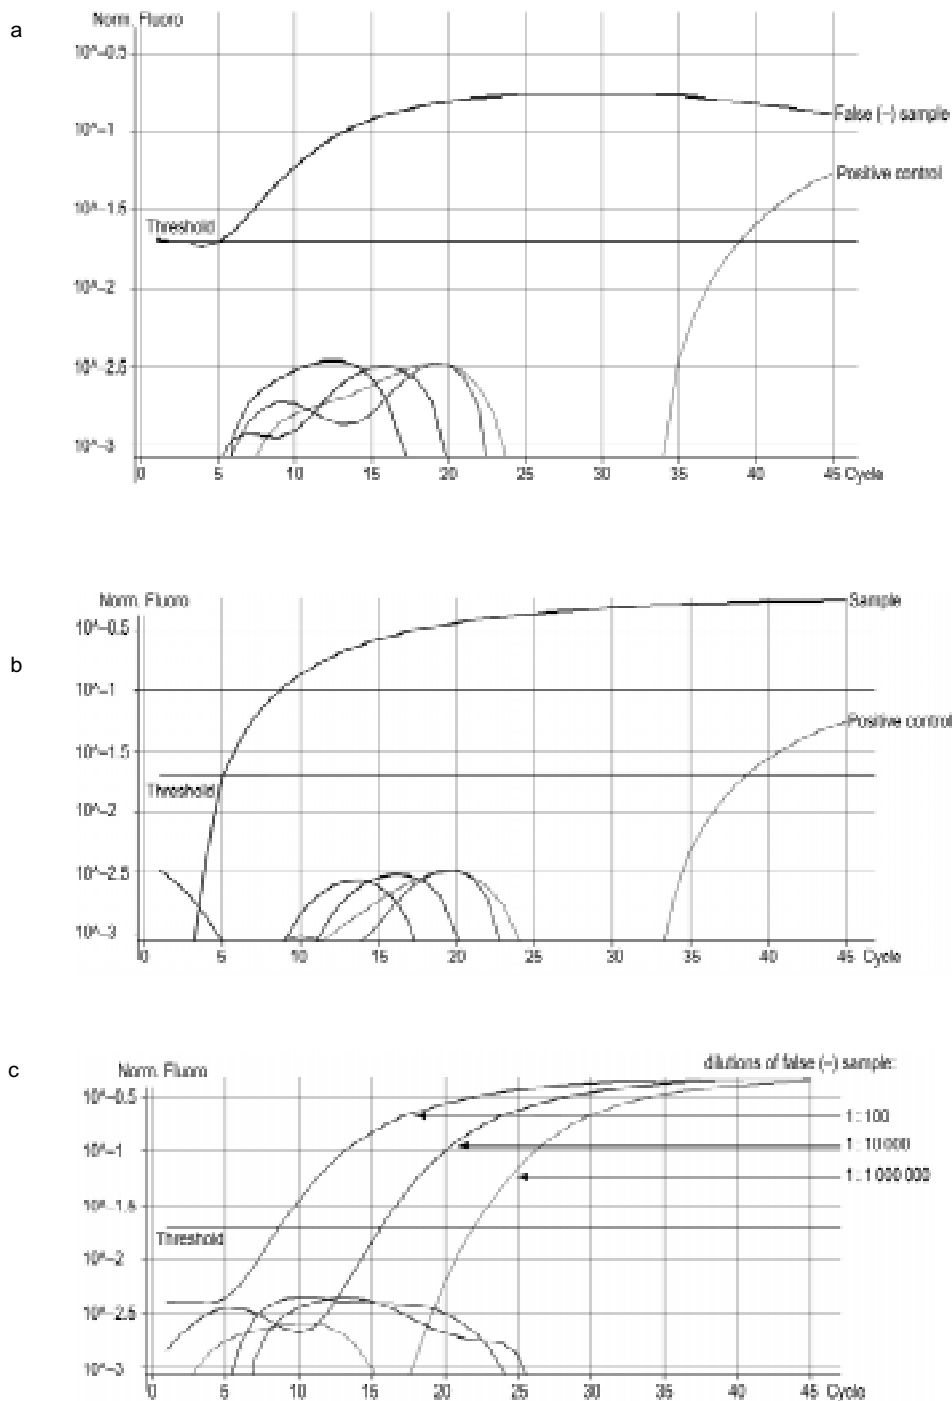 a
Norm. Fluoro
10^-0.5
10^-1
False (-) sample
Positive control
10^-1.5
Threshold
10^-2
10^-2.5
10^-3
0 5 10 15 20 25 30 35 40 45 Cycle
b
Norm. Fluoro
Sample
10^-0.5
10^-1
Positive control
10^-1.5
Threshold
10^-2
10^-2.5
10^-3
0 5 10 15 20 25 30 35 40 45 Cycle
c
Norm. Fluoro
dilutions of false (-) sample:
10^-0.5
1:100
10^-1
1:10 000
1:1 000 000
10^-1.5
Threshold
10^-2
10^-2.5
10^-3
0 5 10 15 20 25 30 35 40 45 Cycle